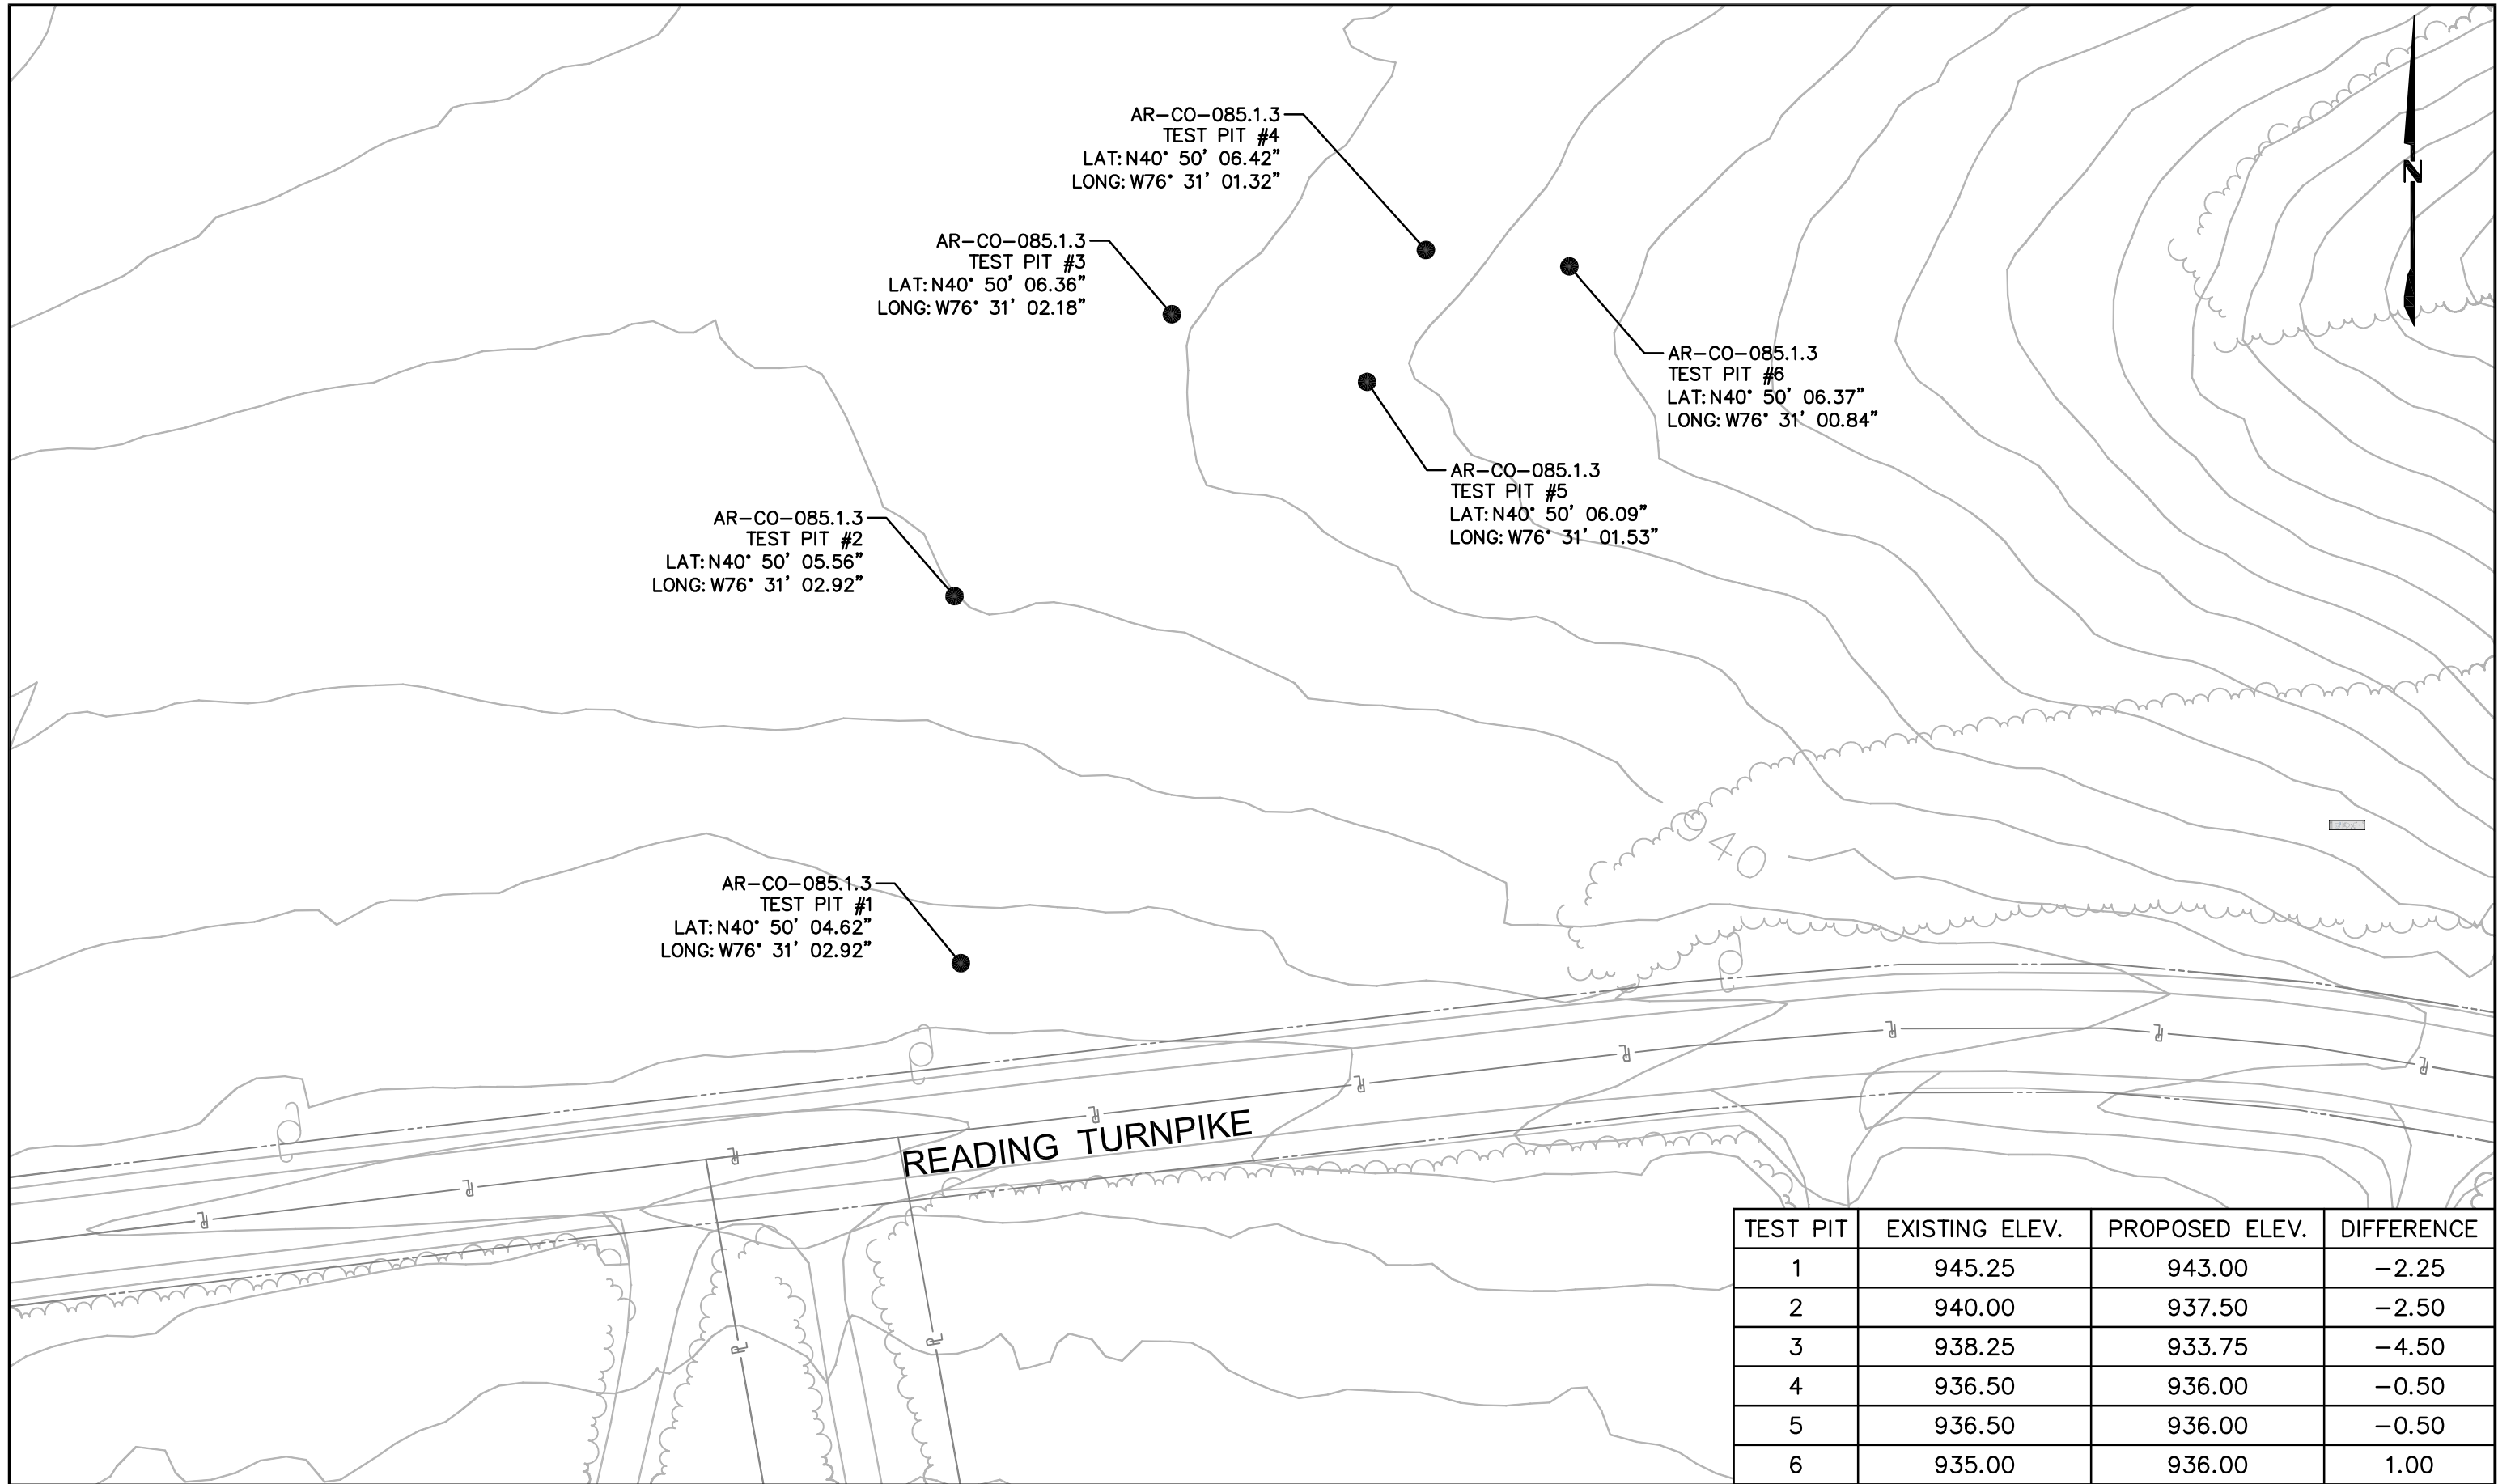 AR-CO-085.1.3
TEST PIT #4
LAT: N40° 50' 06.42"
LONG: W76° 31' 01.32"
N
AR-CO-085.1.3
TEST PIT #3
LAT: N40° 50' 06.36"
LONG: W76° 31' 02.18"
AR-CO-085.1.3
TEST PIT #6
LAT: N40° 50' 06.37"
LONG: W76° 31' 00.84"
AR-CO-085.1.3
TEST PIT #5
LAT: N40° 50' 06.09"
LONG: W76° 31' 01.53"
AR-CO-085.1.3
TEST PIT #2
LAT: N40° 50' 05.56"
LONG: W76° 31' 02.92"
940
AR-CO-085.1.3
TEST PIT #1
LAT: N40° 50' 04.62"
LONG: W76° 31' 02.92"
READING TURNPIKE
TEST PIT EXISTING ELEV. PROPOSED ELEV. DIFFERENCE
1 945.25 943.00 -2.25
2 940.00 937.50 -2.50
3 938.25 933.75 -4.50
4 936.50 936.00 -0.50
5 936.50 936.00 -0.50
6 935.00 936.00 1.00